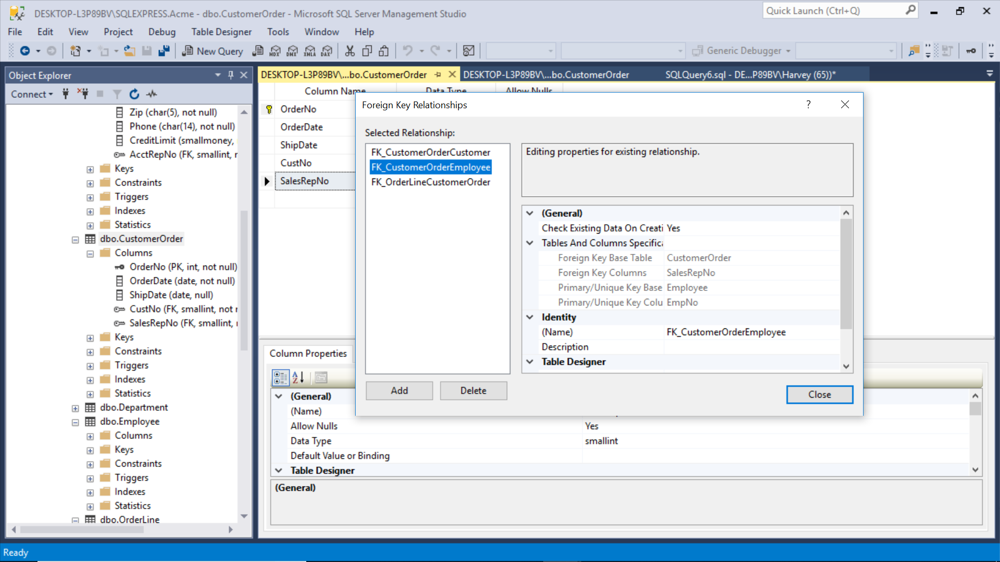 DESKTOP-L3P89BV\SQLEXPRESS.Acme - dbo.CustomerOrder - Microsoft SQL Server Management Studio
Quick Launch (Ctrl+Q)
File Edit View Project Debug Table Designer Tools Window Help
New Query
MDX DMX XMLA DAX
Generic Debugger
Object Explorer
Connect
Zip (char(5), not null)
Phone (char(14), not null)
CreditLimit (smallmoney,
AcctRepNo (FK, smallint, r
Keys
Constraints
Triggers
Indexes
Statistics
dbo.CustomerOrder
Columns
OrderNo (PK, int, not null)
OrderDate (date, not null)
ShipDate (date, null)
CustNo (FK, smallint, not r
SalesRepNo (FK, smallint,
Keys
Constraints
Triggers
Indexes
Statistics
dbo.Department
dbo.Employee
Columns
Keys
Constraints
Triggers
Indexes
Statistics
dbo.OrderLine
DESKTOP-L3P89BV\...bo.CustomerOrder
DESKTOP-L3P89BV\...bo.CustomerOrder
SQLQuery6.sql - DE...P89BV\Harvey (65))*
Column Name Data Type Allow Nulls
OrderNo
OrderDate
ShipDate
CustNo
SalesRepNo
Foreign Key Relationships
?
Selected Relationship:
FK_CustomerOrderCustomer
FK_CustomerOrderEmployee
FK_OrderLineCustomerOrder
Editing properties for existing relationship.
(General)
Check Existing Data On Creati Yes
Tables And Columns Specifica
Foreign Key Base Table CustomerOrder
Foreign Key Columns SalesRepNo
Primary/Unique Key Base Employee
Primary/Unique Key Colu EmpNo
Identity
(Name) FK_CustomerOrderEmployee
Description
Table Designer
Add
Delete
Close
Column Properties
A
Z
(General)
(Name)
Allow Nulls Yes
Data Type smallint
Default Value or Binding
Table Designer
(General)
Ready